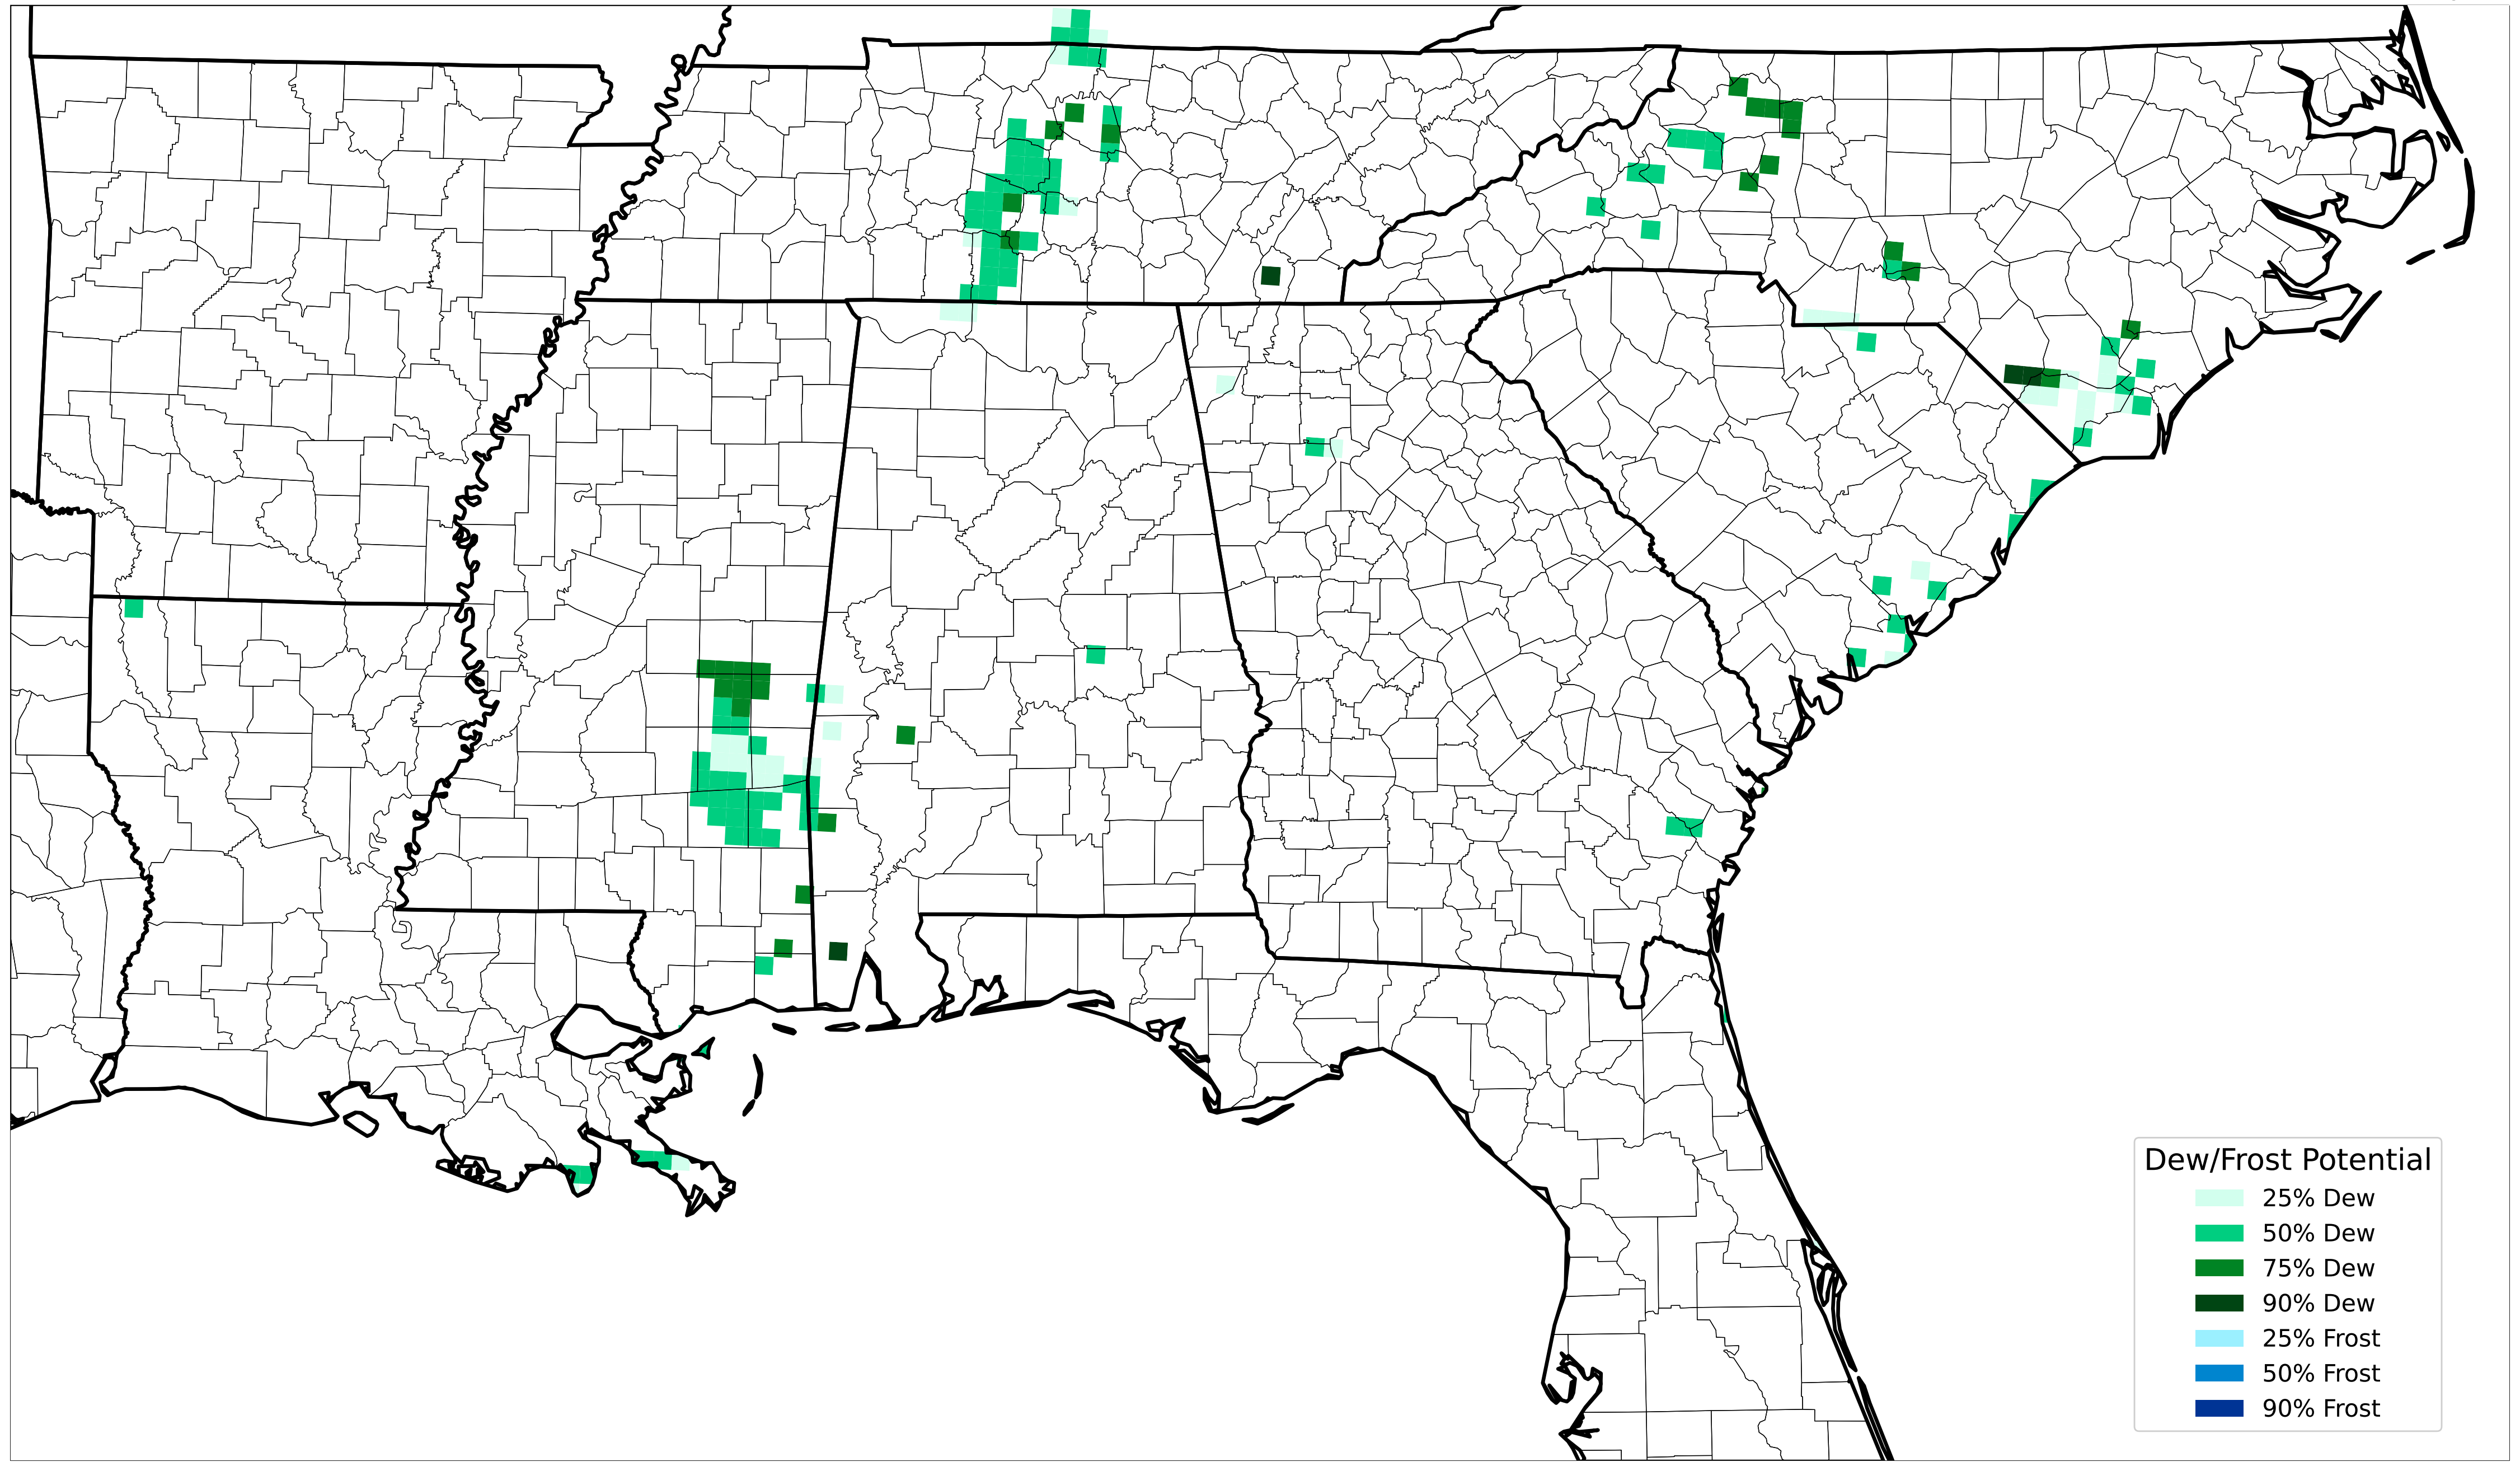 Dew/Frost Potential
25% Dew
50% Dew
75% Dew
90% Dew
25% Frost
50% Frost
90% Frost